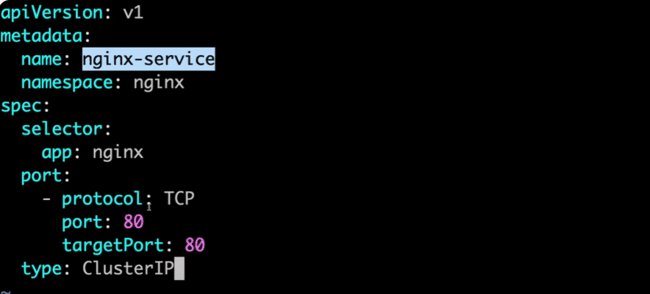 apiVersion: v1
metadata:
  name: nginx-service
  namespace: nginx
spec:
  selector:
    app: nginx
  port:
    - protocol: TCP
      port: 80
      targetPort: 80
  type: ClusterIP
~